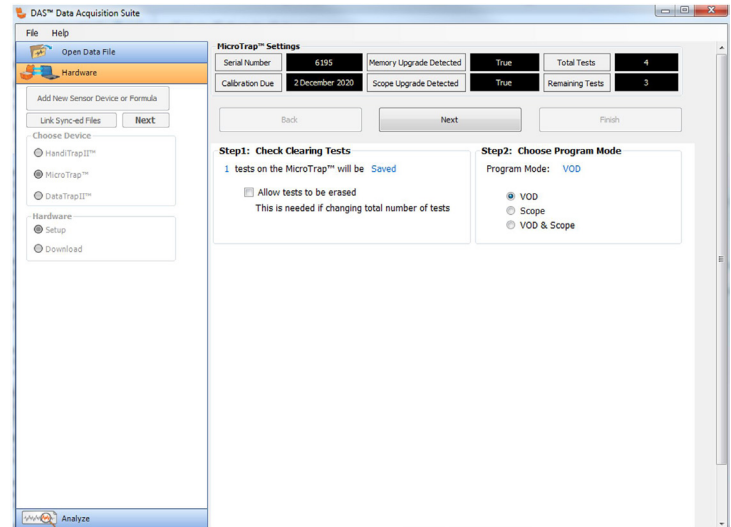 DAS™ Data Acquisition Suite
File Help
Open Data File
Hardware
Add New Sensor Device or Formula
Link Sync-ed Files Next
Choose Device
HandiTrapII™
MicroTrap™
DataTrapII™
Hardware
Setup
Download
Analyze
MicroTrap™ Settings
Serial Number 6195 Memory Upgrade Detected True Total Tests 4
Calibration Due 2 December 2020 Scope Upgrade Detected True Remaining Tests 3
Back Next Finish
Step1: Check Clearing Tests
1 tests on the MicroTrap™ will be Saved
Allow tests to be erased
This is needed if changing total number of tests
Step2: Choose Program Mode
Program Mode: VOD
VOD
Scope
VOD & Scope